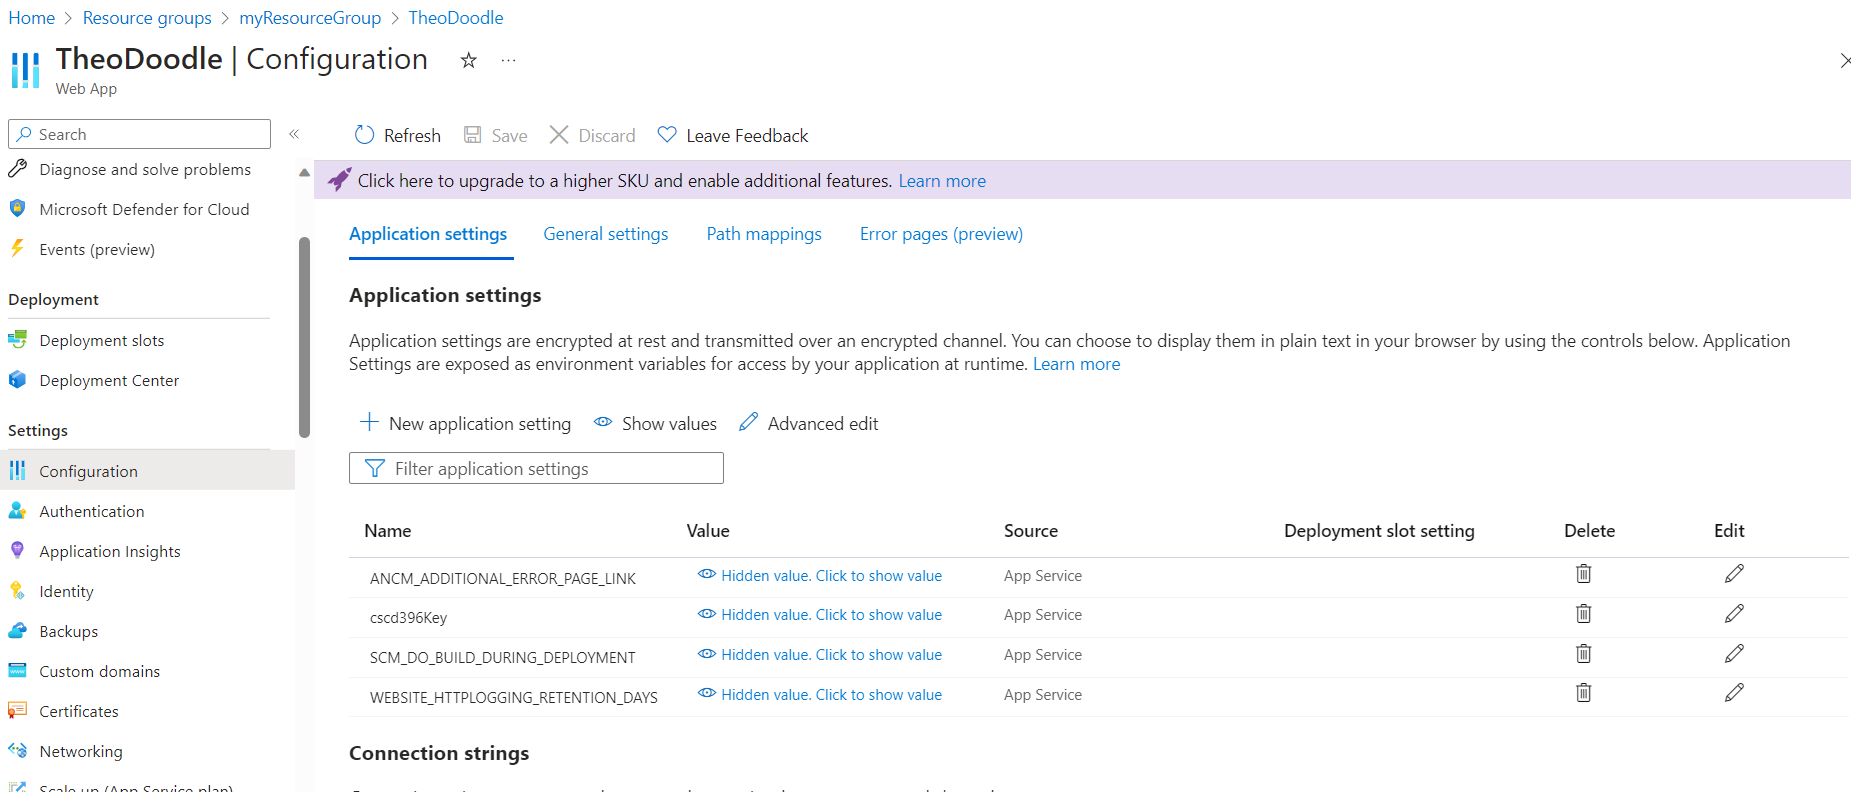 Home > Resource groups > myResourceGroup > TheoDoodle
TheoDoodle | Configuration
Web App
Search
Refresh Save Discard Leave Feedback
Diagnose and solve problems
Microsoft Defender for Cloud
Events (preview)
Deployment
Deployment slots
Deployment Center
Settings
Configuration
Authentication
Application Insights
Identity
Backups
Custom domains
Certificates
Networking
Scale up (App Service plan)
Click here to upgrade to a higher SKU and enable additional features. Learn more
Application settings General settings Path mappings Error pages (preview)
Application settings
Application settings are encrypted at rest and transmitted over an encrypted channel. You can choose to display them in plain text in your browser by using the controls below. Application
Settings are exposed as environment variables for access by your application at runtime. Learn more
New application setting Show values Advanced edit
Filter application settings
Name Value Source Deployment slot setting Delete Edit
ANCM_ADDITIONAL_ERROR_PAGE_LINK Hidden value. Click to show value App Service
cscd396Key Hidden value. Click to show value App Service
SCM_DO_BUILD_DURING_DEPLOYMENT Hidden value. Click to show value App Service
WEBSITE_HTTPLOGGING_RETENTION_DAYS Hidden value. Click to show value App Service
Connection strings